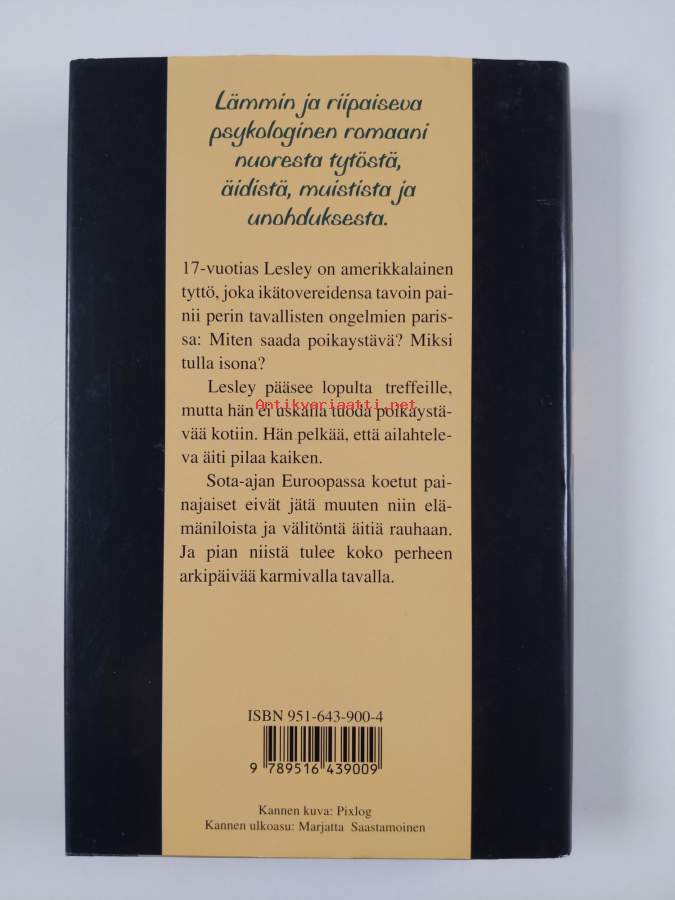 Lämmin ja riipaiseva
psykologinen romaani
nuoresta tytöstä,
äidistä, muistista ja
unohduksesta.
17-vuotias Lesley on amerikkalainen
tyttö, joka ikätovereidensa tavoin pai-
nii perin tavallisten ongelmien paris-
sa: Miten saada poikaystävä? Miksi
tulla isona?
Lesley pääsee lopulta treffeille,
Antikvariaatti.net
mutta hän ei uskalla tuoda poikaystä-
vää kotiin. Hän pelkää, että ailahtele-
va äiti pilaa kaiken.
Sota-ajan Euroopassa koetut pai-
najaiset eivät jätä muuten niin elä-
mäniloista ja välitöntä äitiä rauhaan.
Ja pian niistä tulee koko perheen
arkipäivää karmivalla tavalla.
ISBN 951-643-900-4
9 789516 439009
Kannen kuva: Pixlog
Kannen ulkoasu: Marjatta Saastamoinen